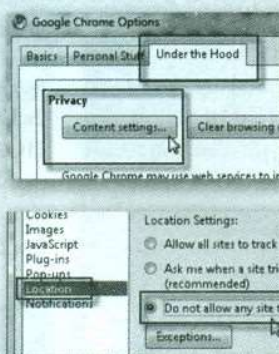 Google Chrome Options
Basics Personal Stuff Under the Hood
Privacy
Content settings... Clear browsing
Google Chrome may use web services to
Cookies
Images
JavaScript
Plug-ins
Pop-ups
Location
Notifications
Location Settings:
Allow all sites to track
Ask me when a site
(recommended)
Do not allow any site
Exceptions...